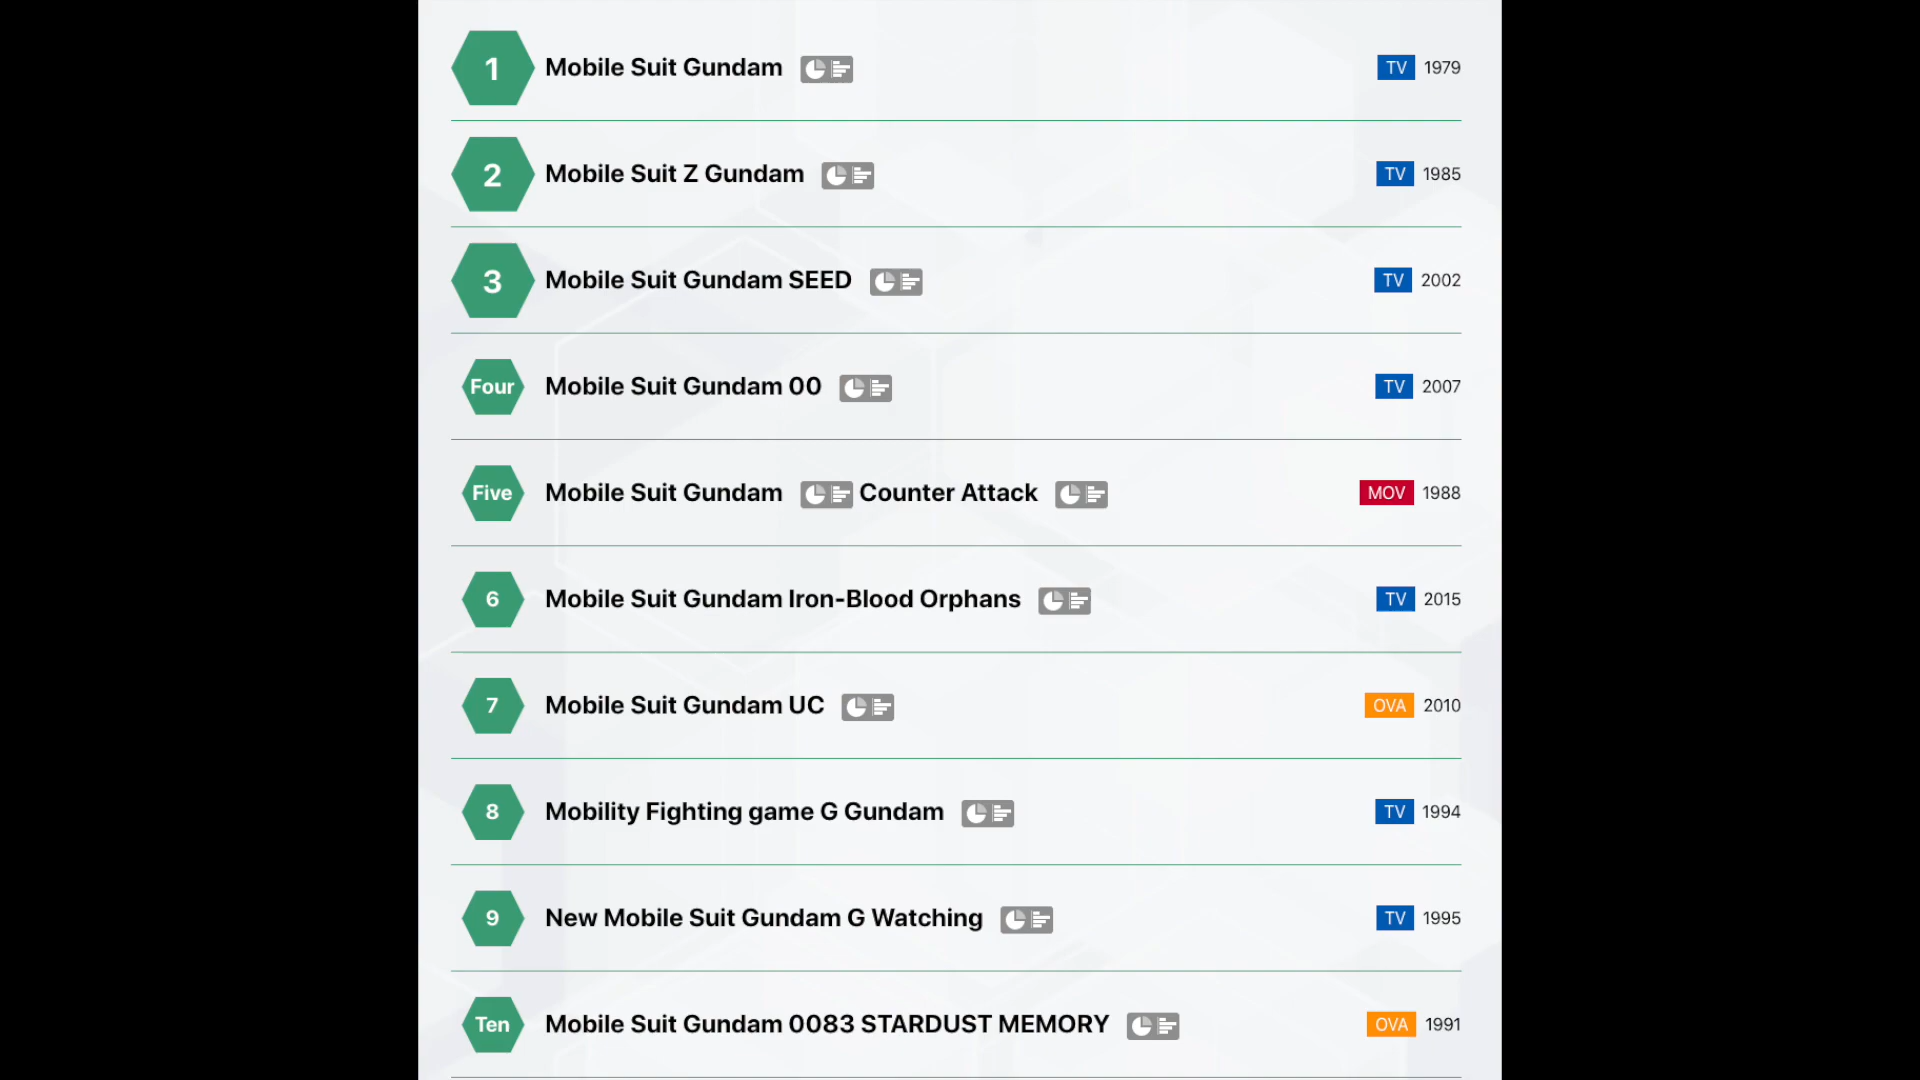 1 Mobile Suit Gundam TV 1979
2 Mobile Suit Z Gundam TV 1985
3 Mobile Suit Gundam SEED TV 2002
Four Mobile Suit Gundam 00 TV 2007
Five Mobile Suit Gundam Counter Attack MOV 1988
6 Mobile Suit Gundam Iron-Blood Orphans TV 2015
7 Mobile Suit Gundam UC OVA 2010
8 Mobility Fighting game G Gundam TV 1994
9 New Mobile Suit Gundam G Watching TV 1995
Ten Mobile Suit Gundam 0083 STARDUST MEMORY OVA 1991